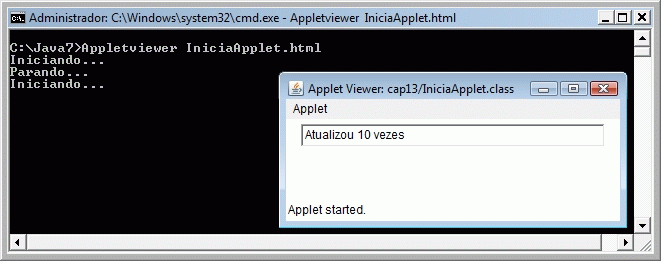 Administrador: C:\Windows\system32\cmd.exe - Appletviewer IniciaApplet.html
C:\Java7>Appletviewer IniciaApplet.html
Iniciando...
Parando...
Iniciando...
Applet Viewer: cap13/IniciaApplet.class
Applet
Atualizou 10 vezes
Applet started.